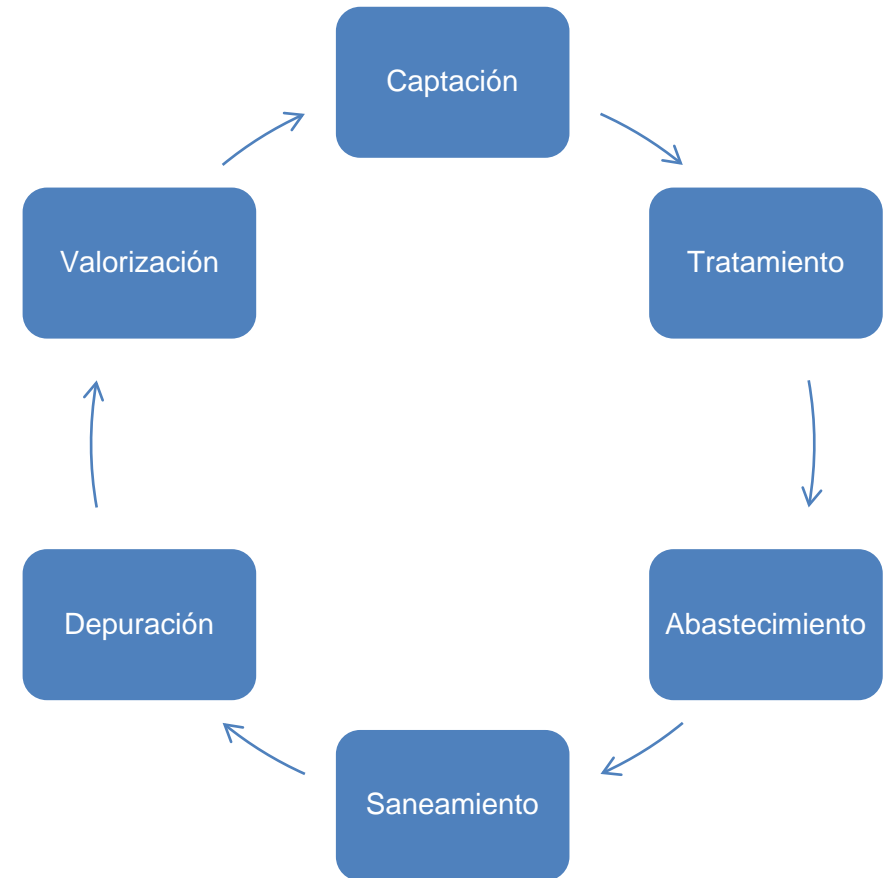 Captación
Tratamiento
Abastecimiento
Saneamiento
Depuración
Valorización